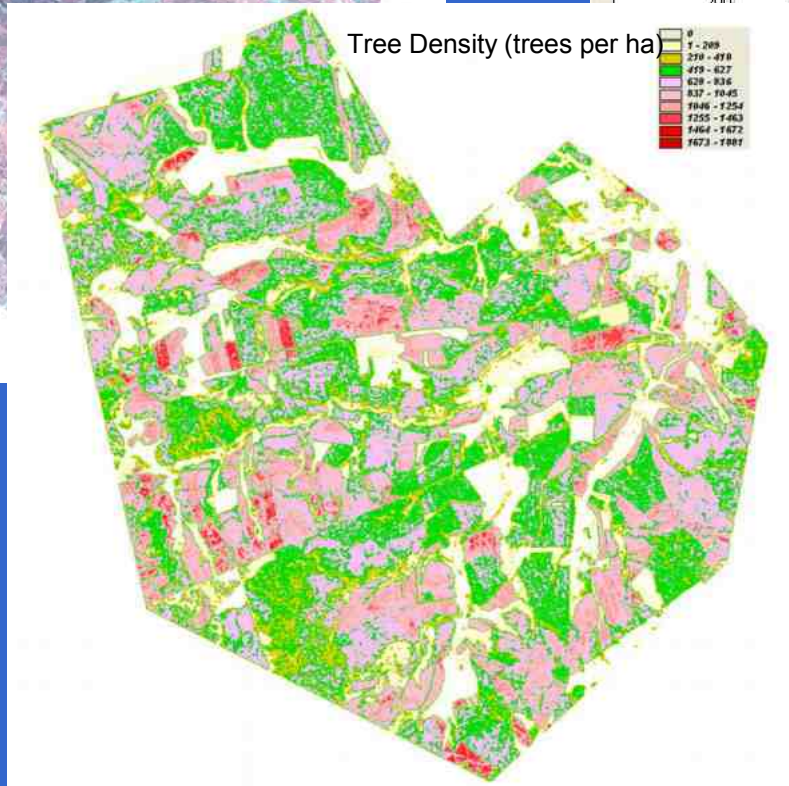 Tree Density (trees per ha)
0
1 - 209
210 - 418
419 - 627
628 - 836
837 - 1045
1046 - 1254
1255 - 1463
1464 - 1672
1673 - 1881